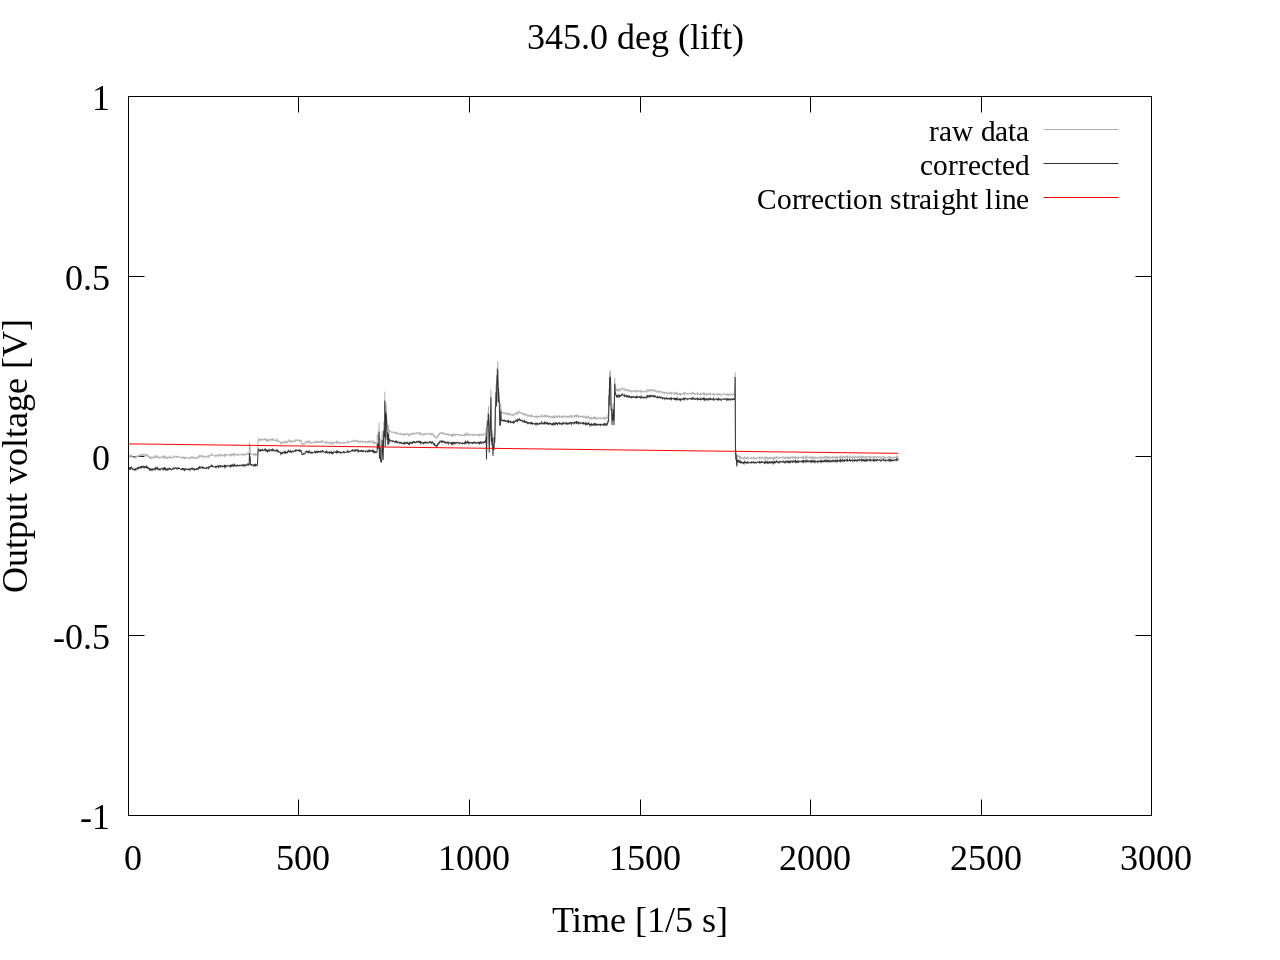 345.0 deg (lift)
1
raw data
corrected
Correction straight line
0.5
0
-0.5
-1
Output voltage [V]
0 500 1000 1500 2000 2500 3000
Time [1/5 s]